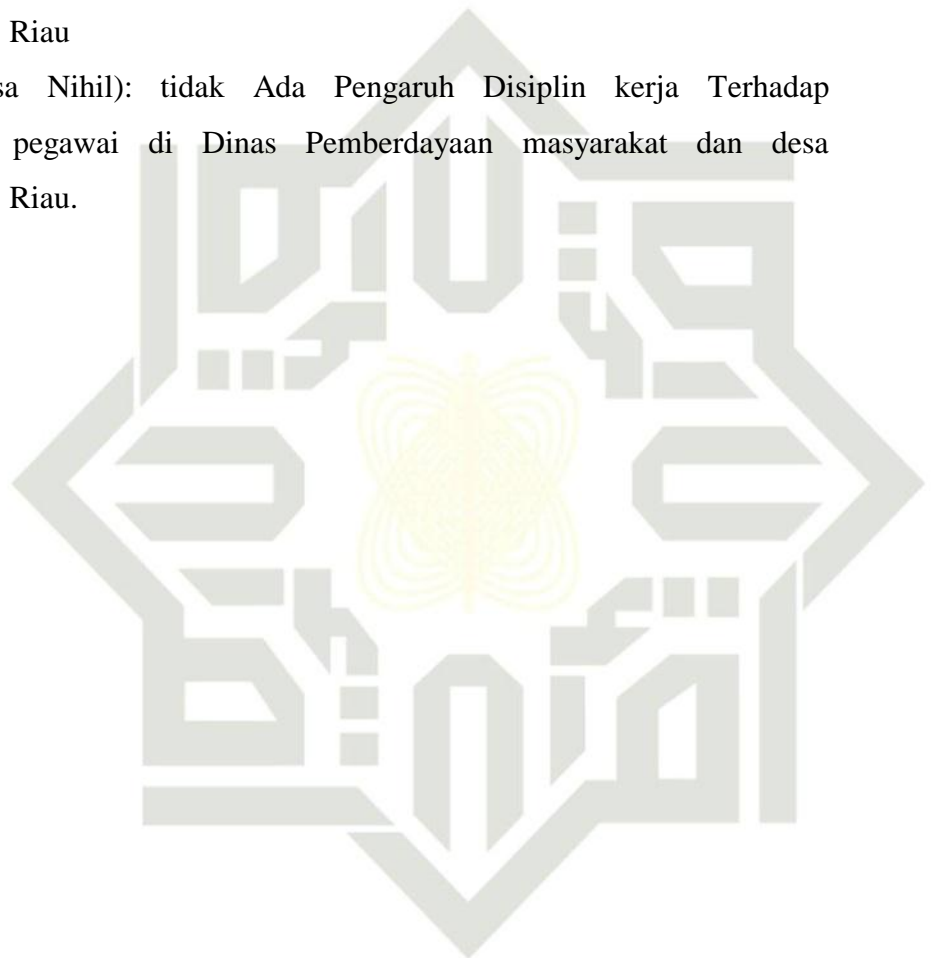 Riau
sa Nihil): tidak Ada Pengaruh Disiplin kerja Terhadap
pegawai di Dinas Pemberdayaan masyarakat dan desa
Riau.